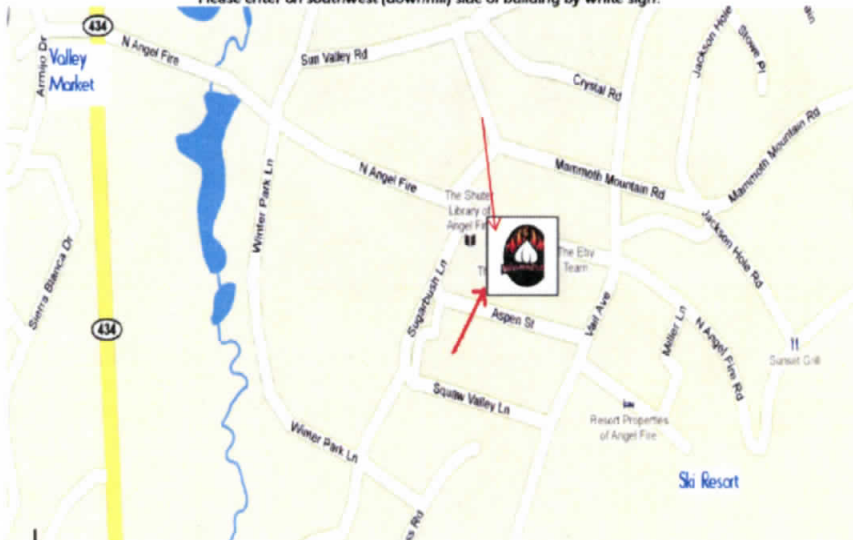 Please enter on southwest (downhill) side of building by white sign.
434
N Angel Fire
Armijo Dr
Valley
Market
Sun Valley Rd
Crystal Rd
Jackson Hole
Stowe Pl
Mammoth Mountain Rd
Mammoth Mountain Rd
N Angel Fire
Winter Park Ln
The Shuter
Library of
Angel Fire
The Eby
Team
Jackson Hole Rd
Sierra Blanca Dr
434
Sugarbush Ln
Aspen St
Vail Ave
Miller Ln
N Angel Fire Rd
Sunset Grill
Squaw Valley Ln
Resort Properties
of Angel Fire
Winter Park Ln
Ski Resort